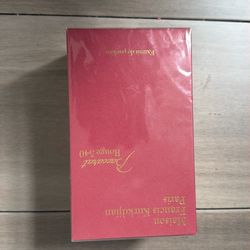 Maison
Francis Kurkdjian
Paris
Baccarat
Rouge 540
Extrait de parfum